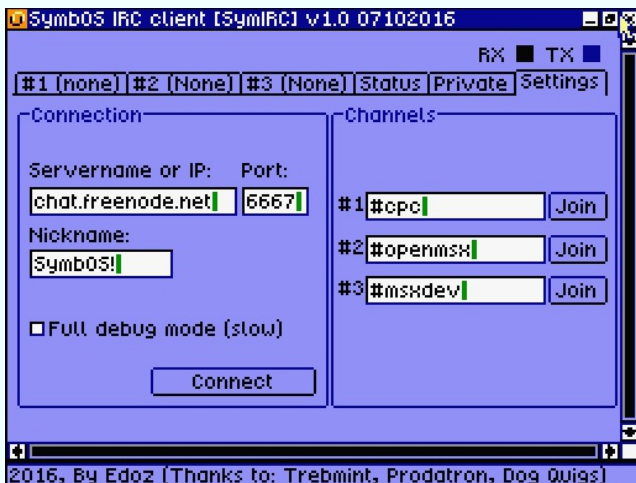 SymbOS IRC client [SymIRC] v1.0 07102016
RX TX
#1 (none) #2 (None) #3 (None) Status Private Settings
Connection
Servername or IP: Port:
chat.freenode.net 6667
Nickname:
SymbOS!
Full debug mode (slow)
Connect
Channels
#1 #cpc Join
#2 #openmsx Join
#3 #msxdev Join
2016, By Edoz (Thanks to: Trebmint, Prodatron, Dog Quigs)